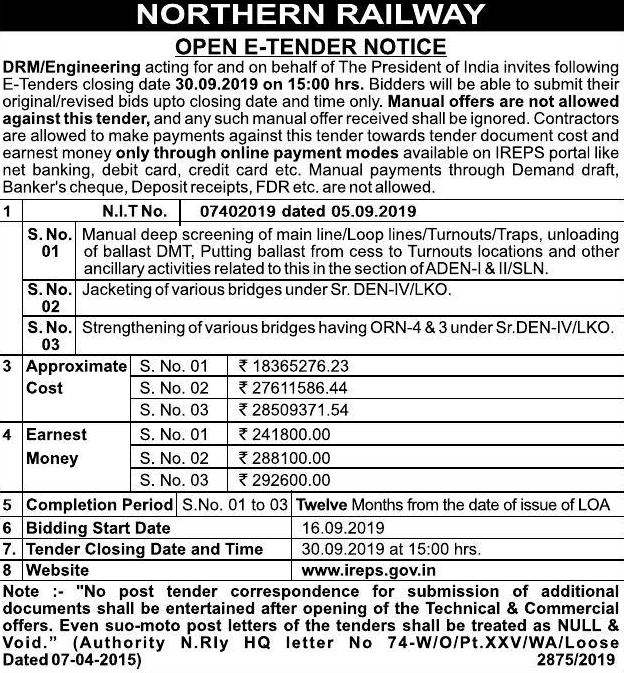 NORTHERN RAILWAY
OPEN E-TENDER NOTICE
DRM/Engineering acting for and on behalf of The President of India invites following
E-Tenders closing date 30.09.2019 on 15:00 hrs. Bidders will be able to submit their
original/revised bids upto closing date and time only. Manual offers are not allowed
against this tender, and any such manual offer received shall be ignored. Contractors
are allowed to make payments against this tender towards tender document cost and
earnest money only through online payment modes available on IREPS portal like
net banking, debit card, credit card etc. Manual payments through Demand draft,
Banker's cheque, Deposit receipts, FDR etc. are not allowed.
1 N.I.T No. 07402019 dated 05.09.2019
S. No. 01 Manual deep screening of main line/Loop lines/Turnouts/Traps, unloading
of ballast DMT, Putting ballast from cess to Turnouts locations and other
ancillary activities related to this in the section of ADEN-I & II/SLN.
S. No. 02 Jacketing of various bridges under Sr. DEN-IV/LKO.
S. No. 03 Strengthening of various bridges having ORN-4 & 3 under Sr.DEN-IV/LKO.
3 Approximate Cost S. No. 01 ₹ 18365276.23
S. No. 02 ₹ 27611586.44
S. No. 03 ₹ 28509371.54
4 Earnest Money S. No. 01 ₹ 241800.00
S. No. 02 ₹ 288100.00
S. No. 03 ₹ 292600.00
5 Completion Period S.No. 01 to 03 Twelve Months from the date of issue of LOA
6 Bidding Start Date 16.09.2019
7. Tender Closing Date and Time 30.09.2019 at 15:00 hrs.
8 Website www.ireps.gov.in
Note :- "No post tender correspondence for submission of additional
documents shall be entertained after opening of the Technical & Commercial
offers. Even suo-moto post letters of the tenders shall be treated as NULL &
Void." (Authority N.Rly HQ letter No 74-W/O/Pt.XXV/WA/Loose
Dated 07-04-2015) 2875/2019